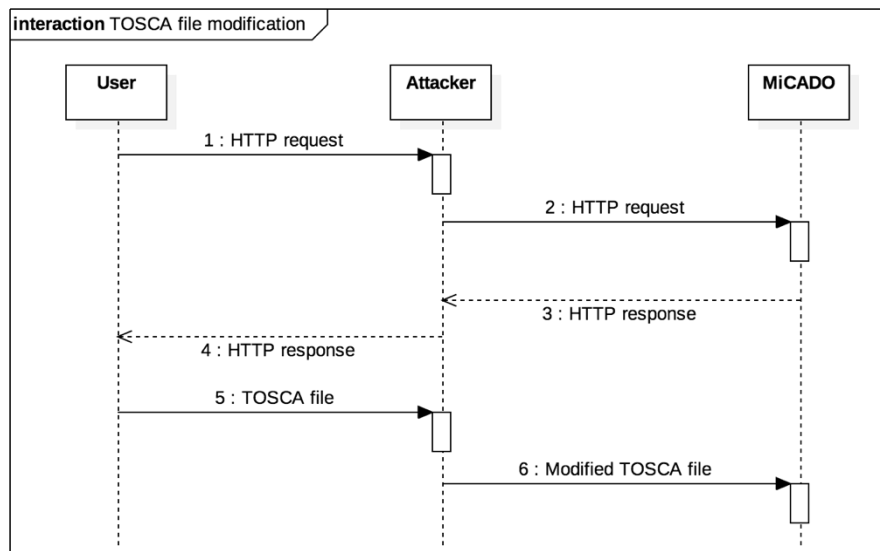 interaction TOSCA file modification
User
Attacker
MiCADO
1 : HTTP request
2 : HTTP request
3 : HTTP response
4 : HTTP response
5 : TOSCA file
6 : Modified TOSCA file